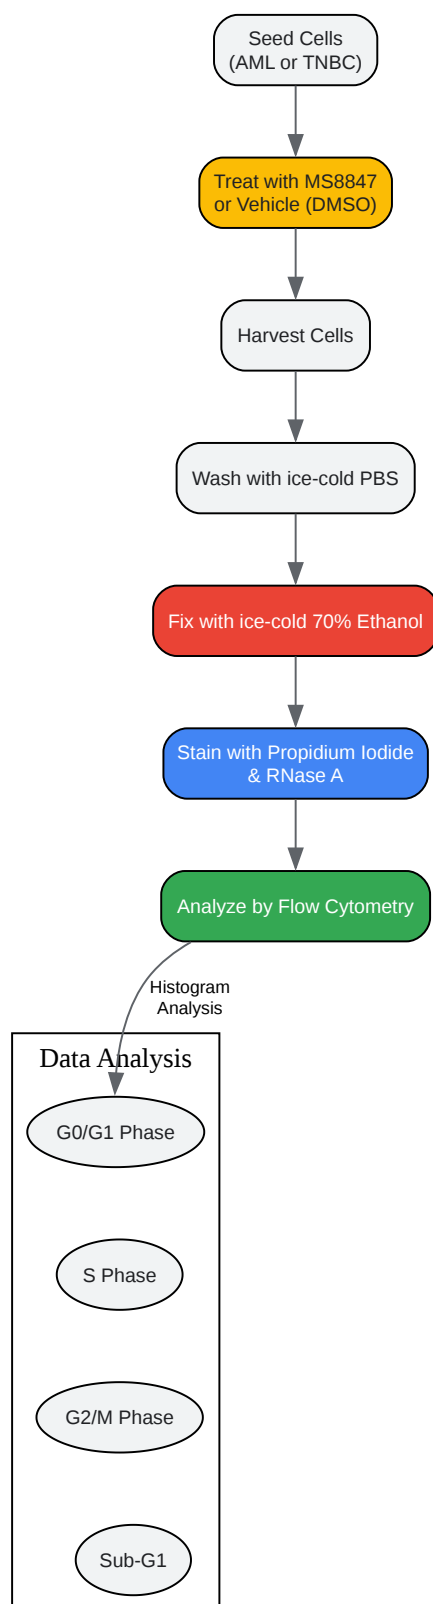 Seed Cells
(AML or TNBC)
Treat with MS8847
or Vehicle (DMSO)
Harvest Cells
Wash with ice-cold PBS
Fix with ice-cold 70% Ethanol
Stain with Propidium Iodide
& RNase A
Analyze by Flow Cytometry
Histogram
Analysis
Data Analysis
G0/G1 Phase
S Phase
G2/M Phase
Sub-G1